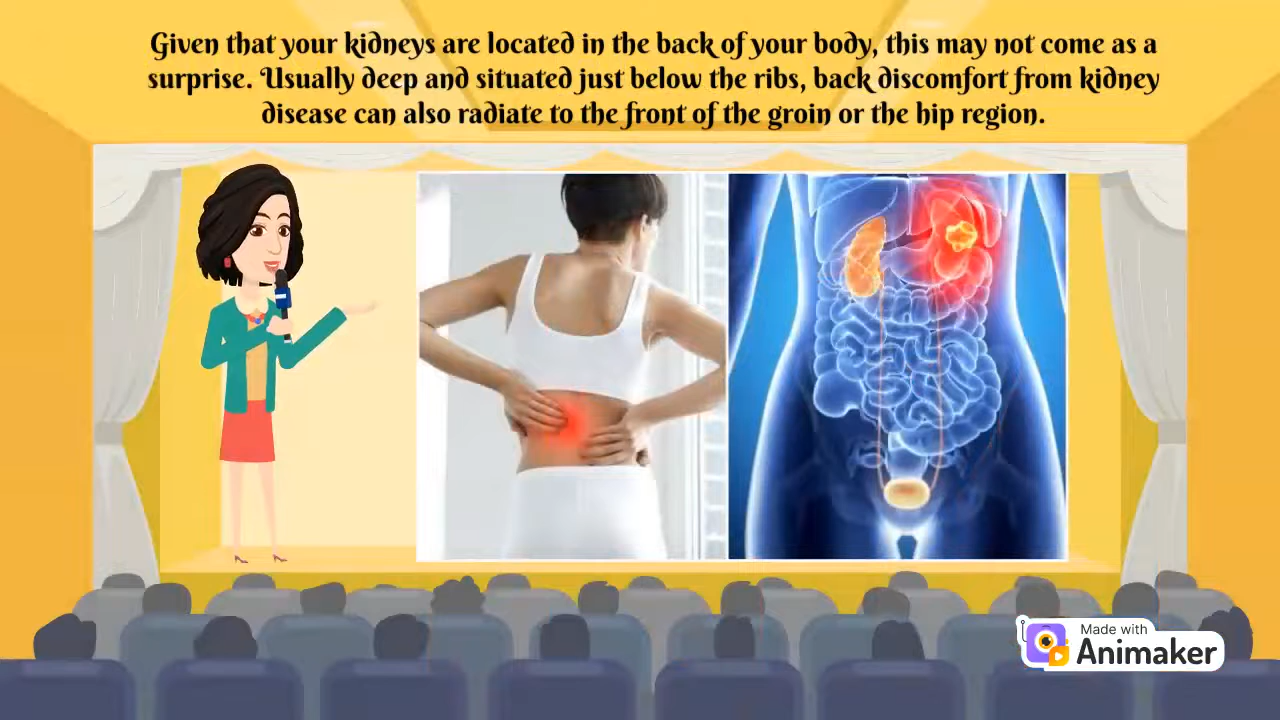 Given that your kidneys are located in the back of your body, this may not come as a
surprise. Usually deep and situated just below the ribs, back discomfort from kidney
disease can also radiate to the front of the groin or the hip region.
Made with
Animaker